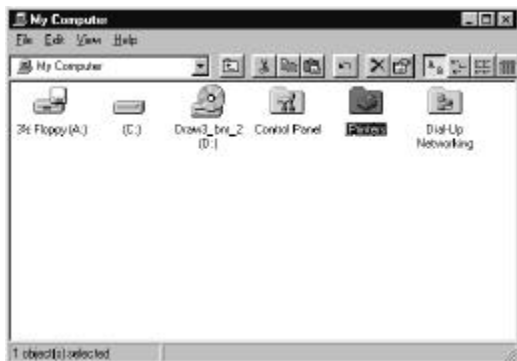 My Computer
File Edit View Help
My Computer
3½ Floppy (A:) (C:) Draw3_bnr_2 (D:) Control Panel Printers Dial-Up Networking
1 object(s) selected